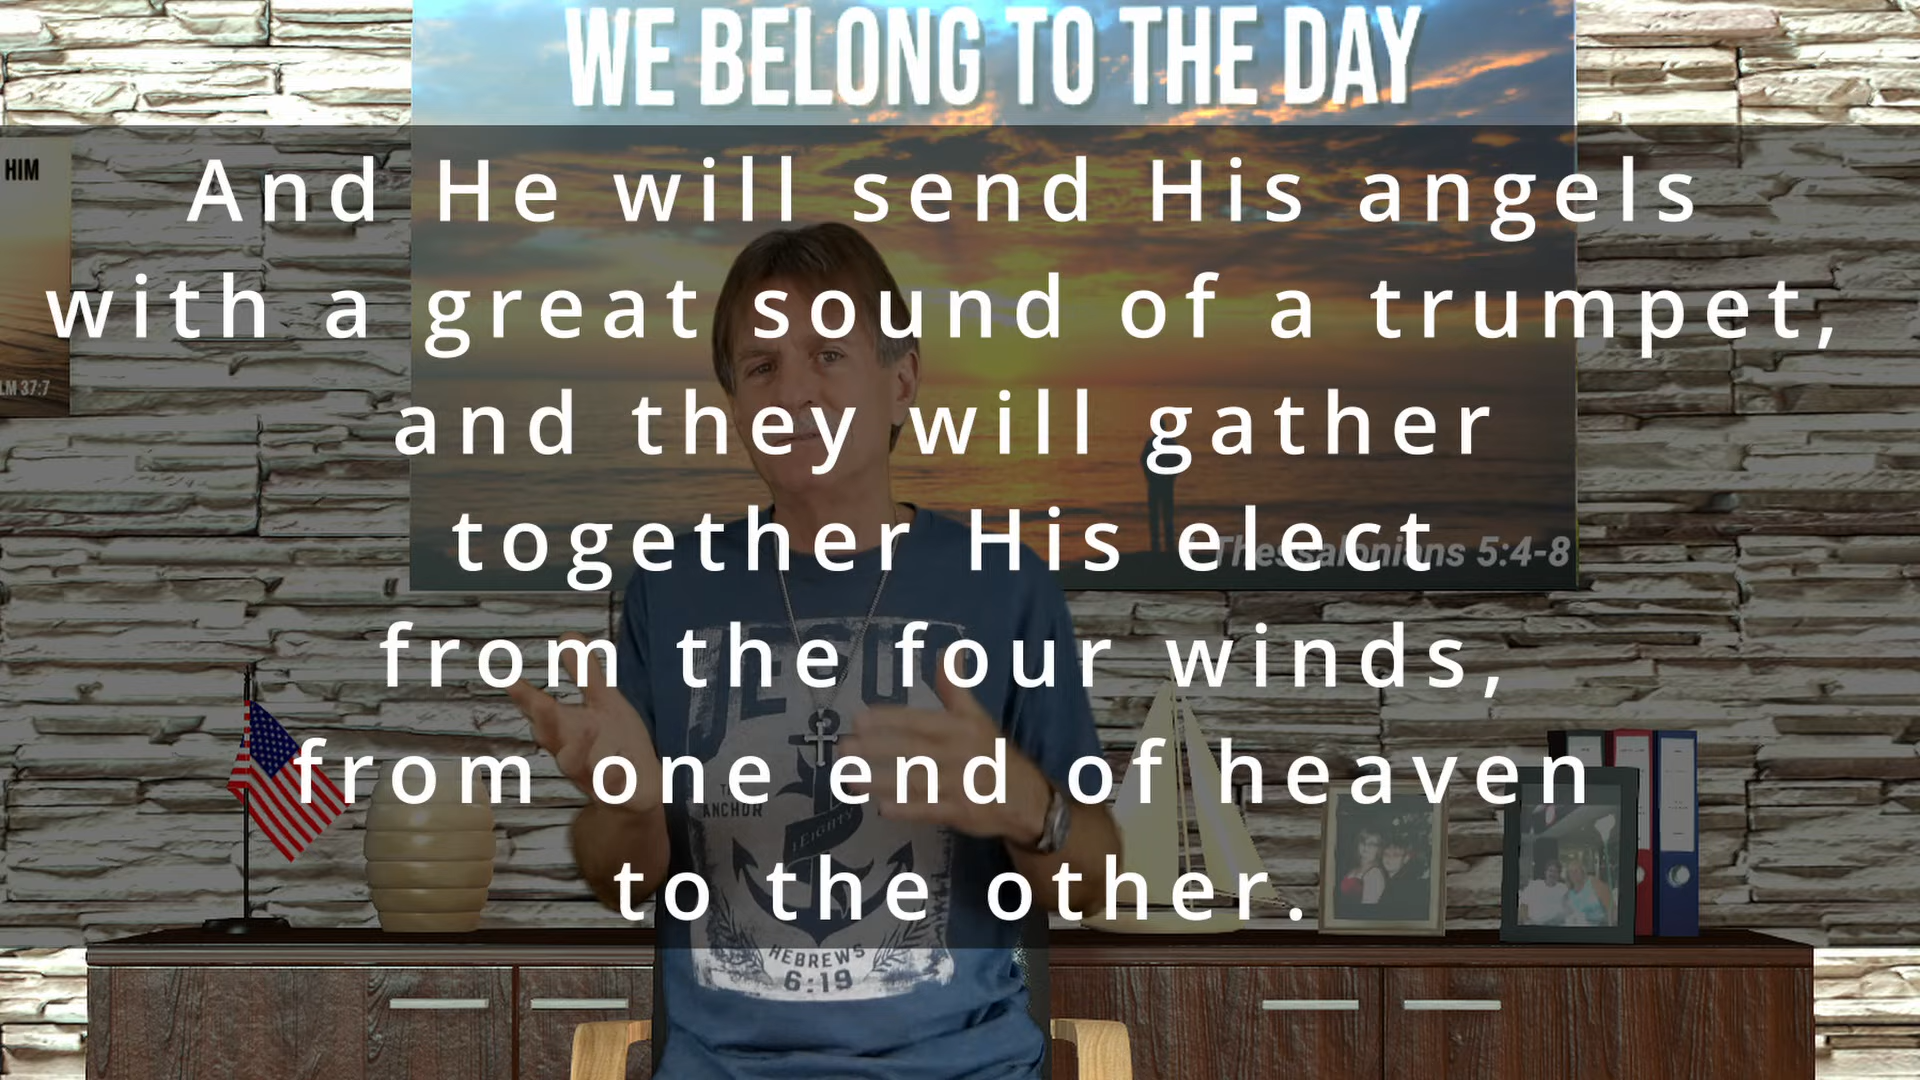 WE BELONG TO THE DAY
HIM
LM 37:7
And He will send His angels
with a great sound of a trumpet,
and they will gather
together His elect
from the four winds,
from one end of heaven
to the other.
Thessalonians 5:4-8
ANCHOR
HEBREWS
6:19